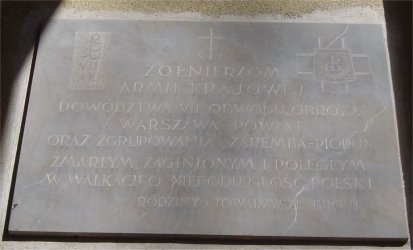 Ś † P
ŻOŁNIERZOM
ARMII KRAJOWEJ
DOWÓDZTWA VII OBWODU "OBROŻA"
WARSZAWA-POWIAT
ORAZ ZGRUPOWANIA "ZAREMBA-PIORUN"
ZMARŁYM, ZAGINIONYM I POLEGŁYM
W WALKACH O NIEPODLEGŁOŚĆ POLSKI
RODZINY I TOWARZYSZE BRONI